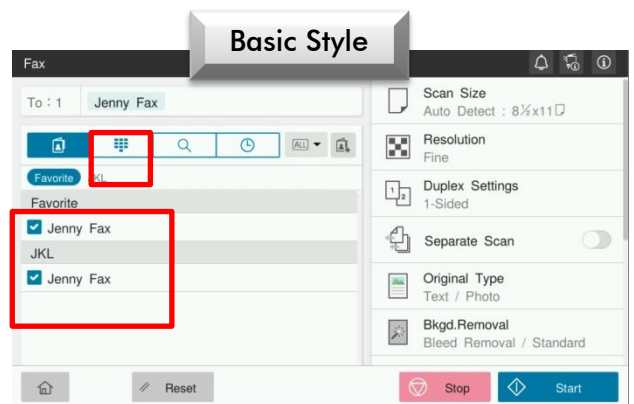 Basic Style
Fax
To : 1 Jenny Fax
ALL
Favorite JKL
Favorite
Jenny Fax
JKL
Jenny Fax
Scan Size
Auto Detect : 8½x11
Resolution
Fine
Duplex Settings
1-Sided
Separate Scan
Original Type
Text / Photo
Bkgd.Removal
Bleed Removal / Standard
Reset
Stop
Start